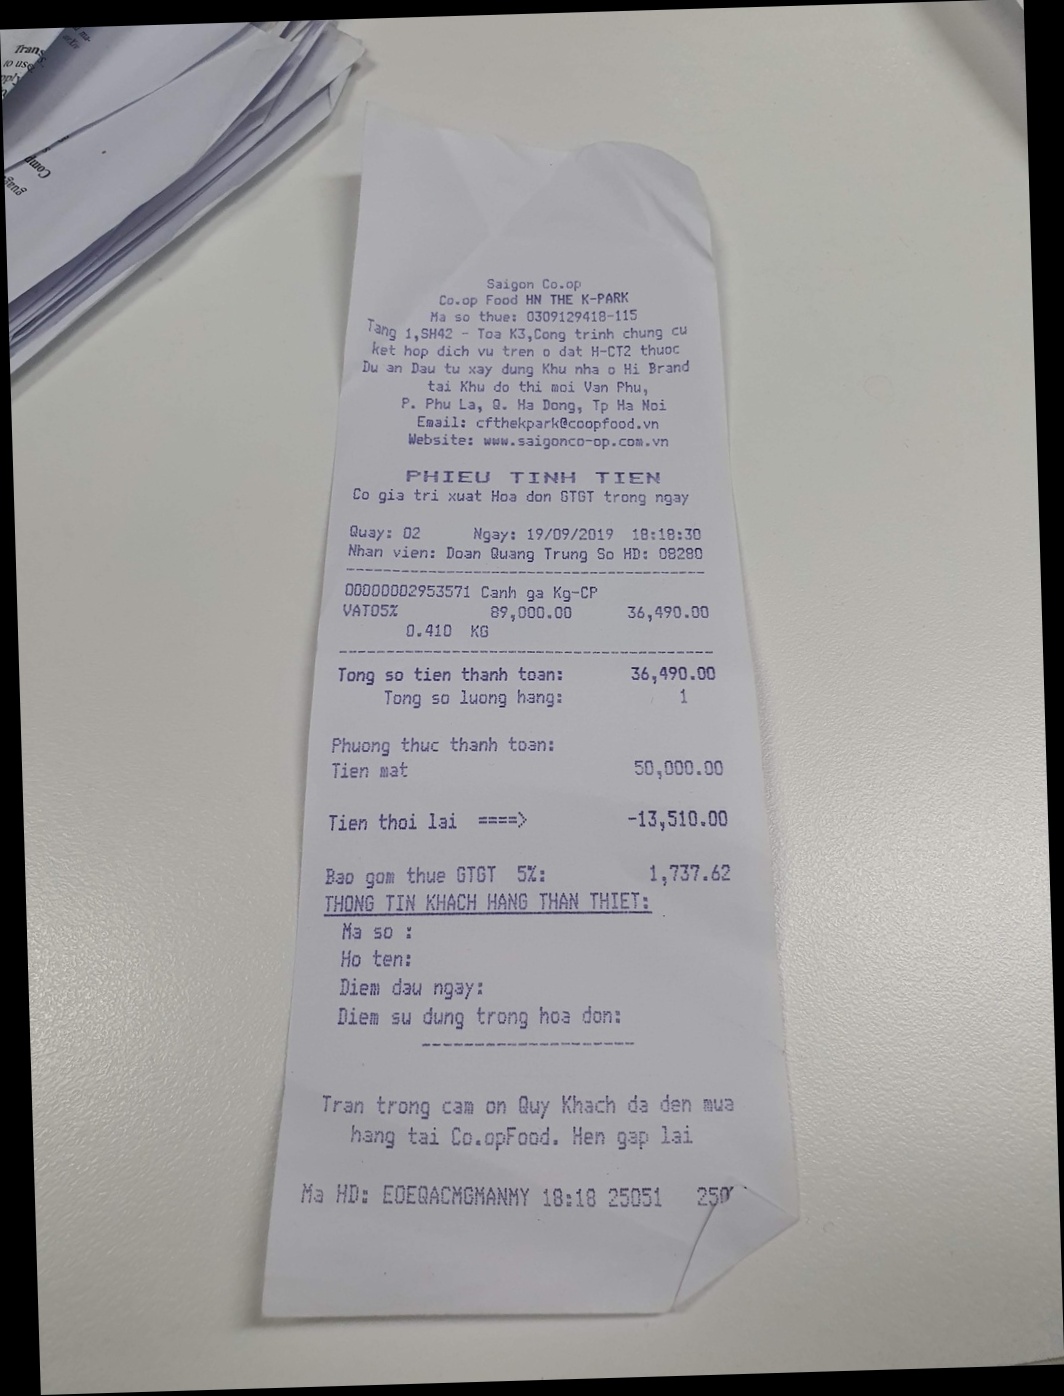 Tran
to use
Comp
Saigon Co.op
Co.op Food HN THE K-PARK
Ma so thue: 0309129418-115
Tang 1,SH42 - Toa K3,Cong trinh chung cu
ket hop dich vu tren o dat H-CT2 thuoc
Du an Dau tu xay dung Khu nha o Hi Brand
tai Khu do thi moi Van Phu,
P. Phu La, Q. Ha Dong, Tp Ha Noi
Email: cfthekpark@coopfood.vn
Website: www.saigonco-op.com.vn
PHIEU TINH TIEN
Co gia tri xuat Hoa don GTGT trong ngay
Quay: 02 Ngay: 19/09/2019 18:18:30
Nhan vien: Doan Quang Trung So HD: 08280
00000002953571 Canh ga Kg-CP
VAT05% 89,000.00 36,490.00
0.410 KG
Tong so tien thanh toan: 36,490.00
Tong so luong hang: 1
Phuong thuc thanh toan:
Tien mat 50,000.00
Tien thoi lai ====> -13,510.00
Bao gom thue GTGT 5%: 1,737.62
THONG TIN KHACH HANG THAN THIET:
Ma so :
Ho ten:
Diem dau ngay:
Diem su dung trong hoa don:
Tran trong cam on Quy Khach da den mua
hang tai Co.opFood. Hen gap lai
Ma HD: EOEQACMGMANMY 18:18 25051 250